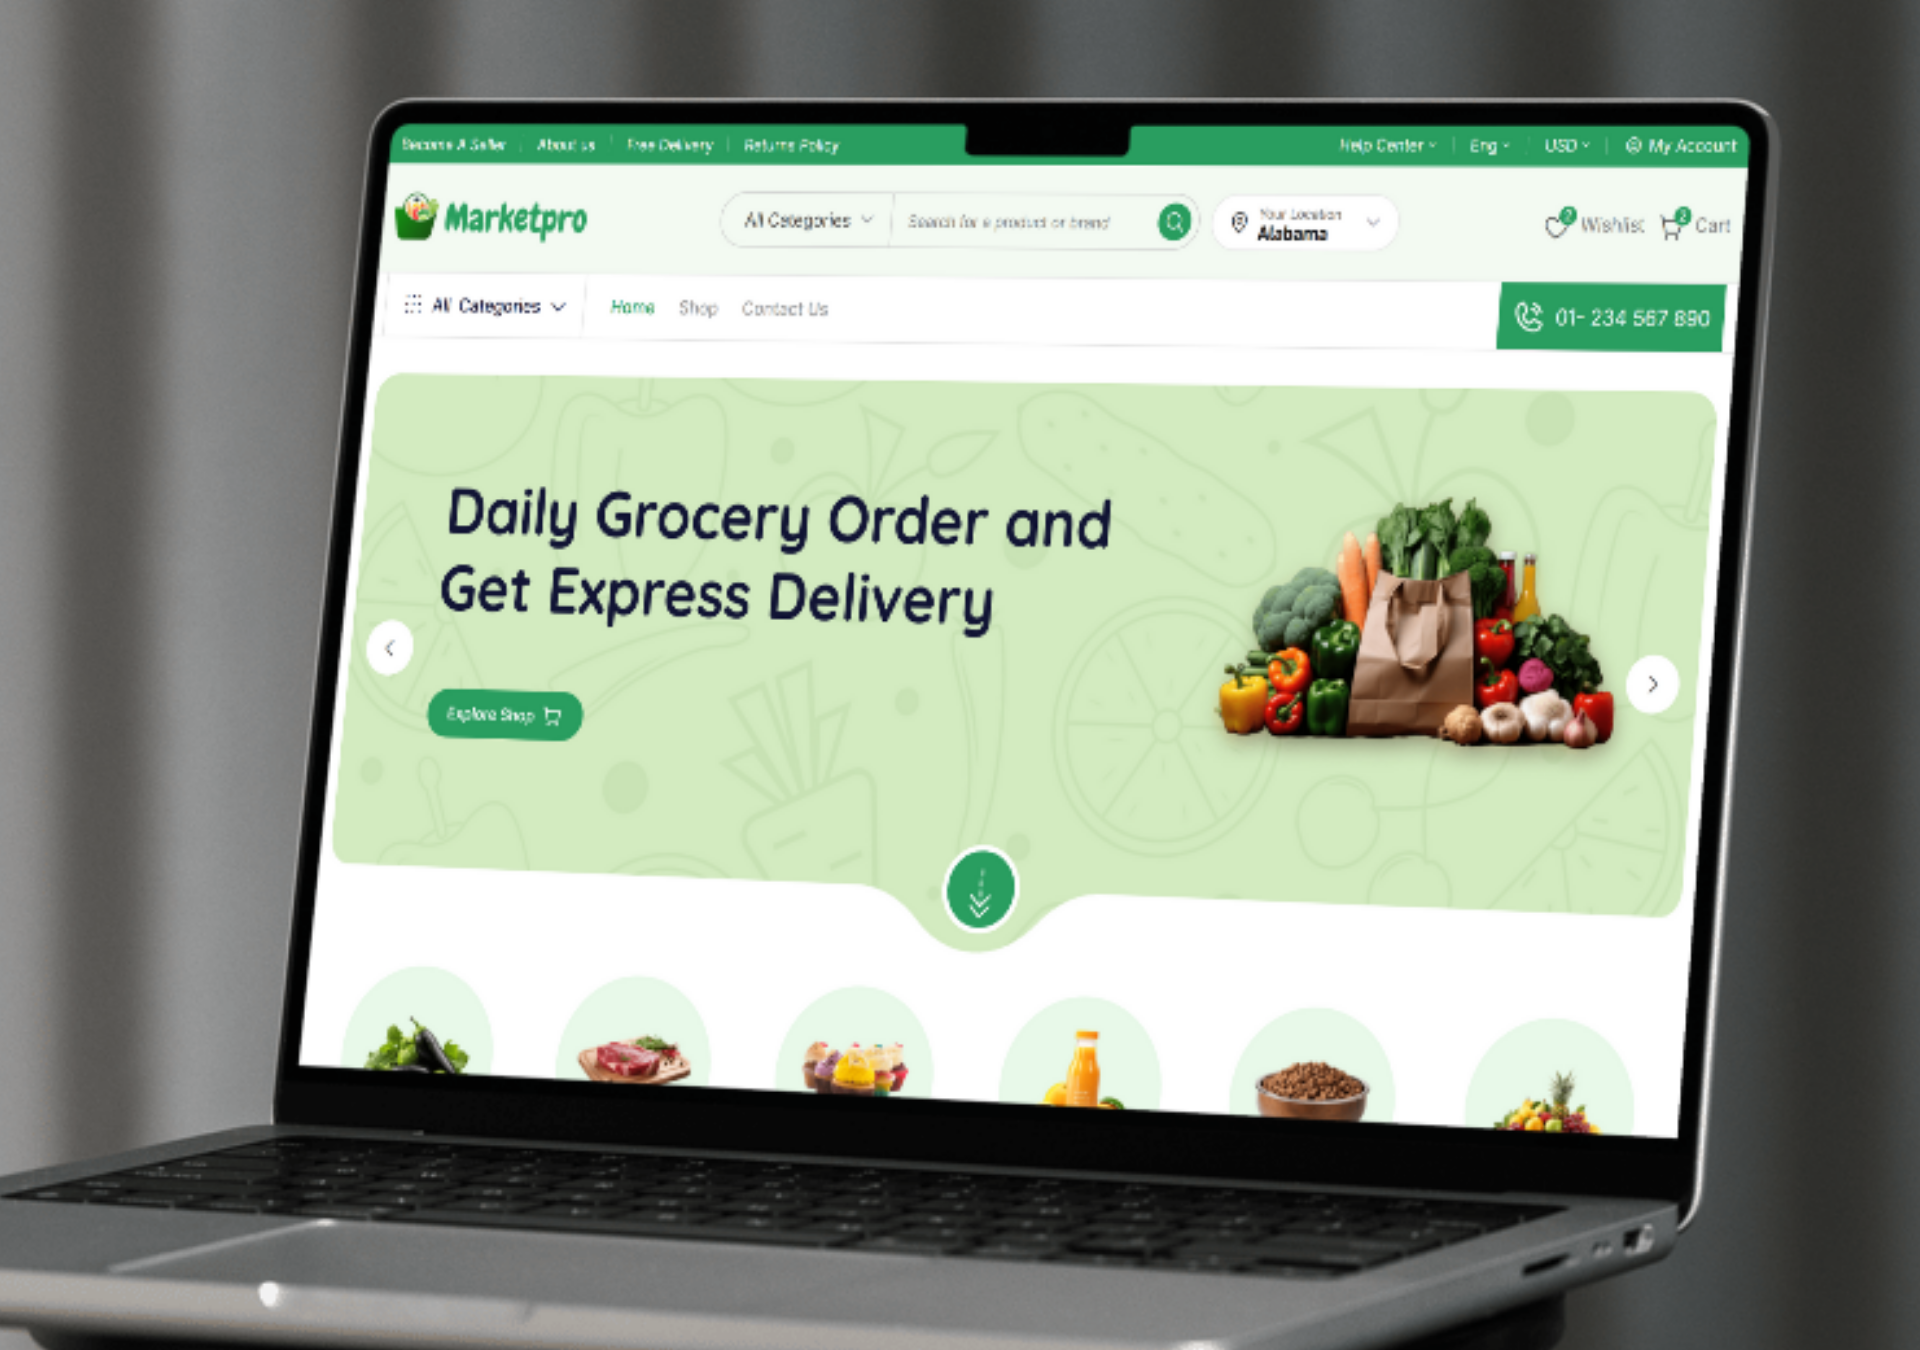 Become A Seller About us Free Delivery Returns Policy Help Center Eng USD My Account
Marketpro All Categories Search for a product or brand Your Location
Alabama
2 Wishlist 2 Cart
All Categories Home Shop Contact Us 01- 234 567 890
Daily Grocery Order and
Get Express Delivery
Explore Shop